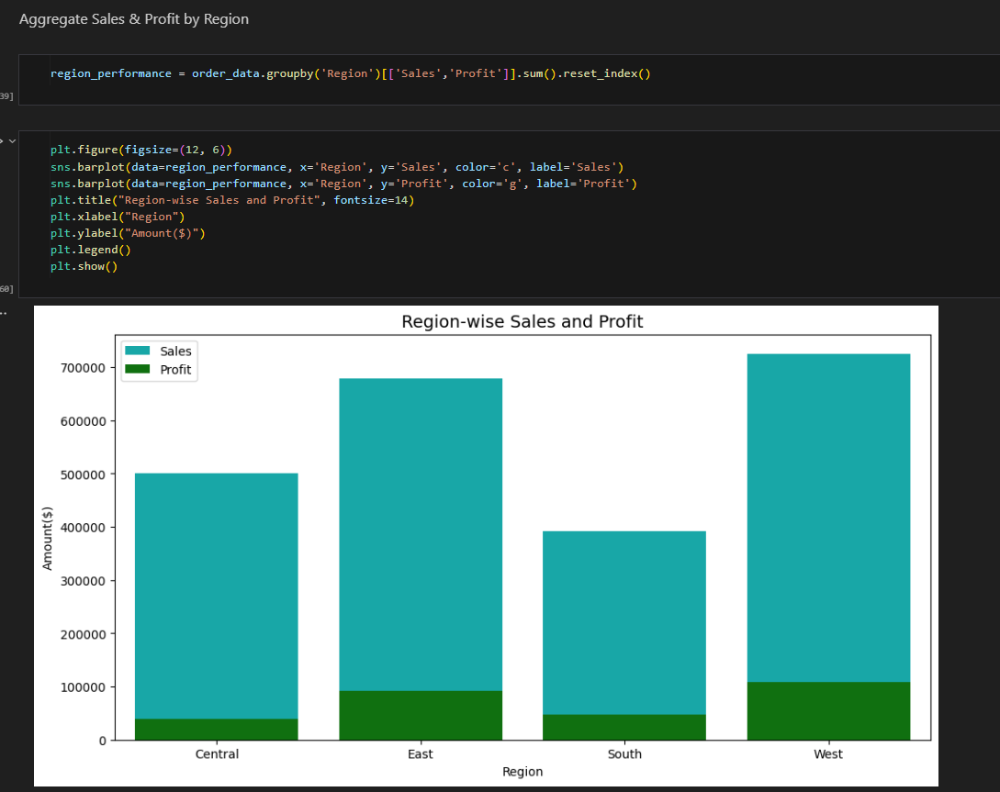 Aggregate Sales & Profit by Region
region_performance = order_data.groupby('Region')[['Sales','Profit']].sum().reset_index()
39]
plt.figure(figsize=(12, 6))
sns.barplot(data=region_performance, x='Region', y='Sales', color='c', label='Sales')
sns.barplot(data=region_performance, x='Region', y='Profit', color='g', label='Profit')
plt.title("Region-wise Sales and Profit", fontsize=14)
plt.xlabel("Region")
plt.ylabel("Amount($)")
plt.legend()
plt.show()
60]
Region-wise Sales and Profit
Sales
Profit
700000
600000
500000
400000
300000
200000
100000
0
Amount($)
Central East South West
Region